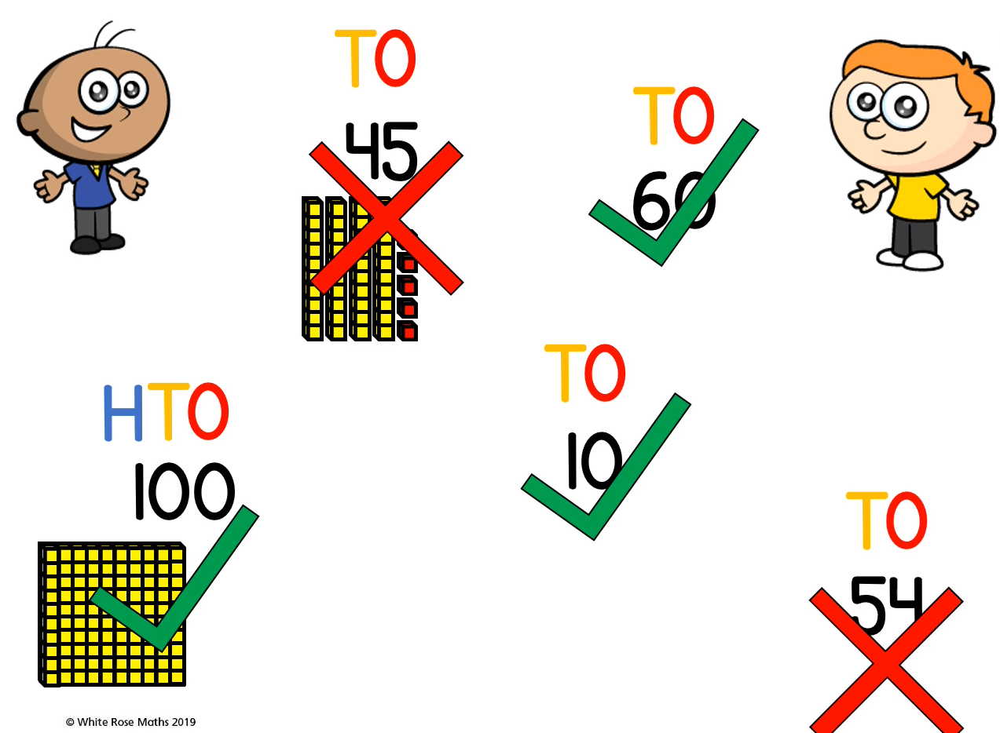 TO
45
TO
60
HTO
100
TO
10
TO
54
© White Rose Maths 2019